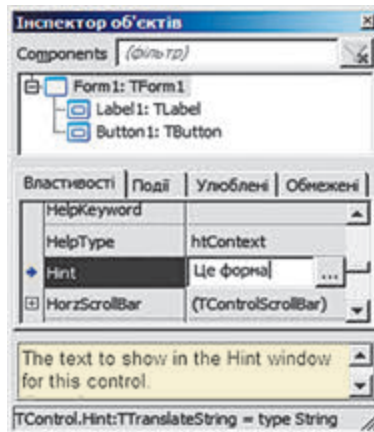 Інспектор об'єктів
Components (фільтр)
Form1: TForm1
Label1: TLabel
Button1: TButton
Властивості Події Улюблені Обмежені
HelpKeyword
HelpType htContext
Hint Це форма ...
HorzScrollBar (TControlScrollBar)
The text to show in the Hint window
for this control.
TControl.Hint:TTranslateString = type String